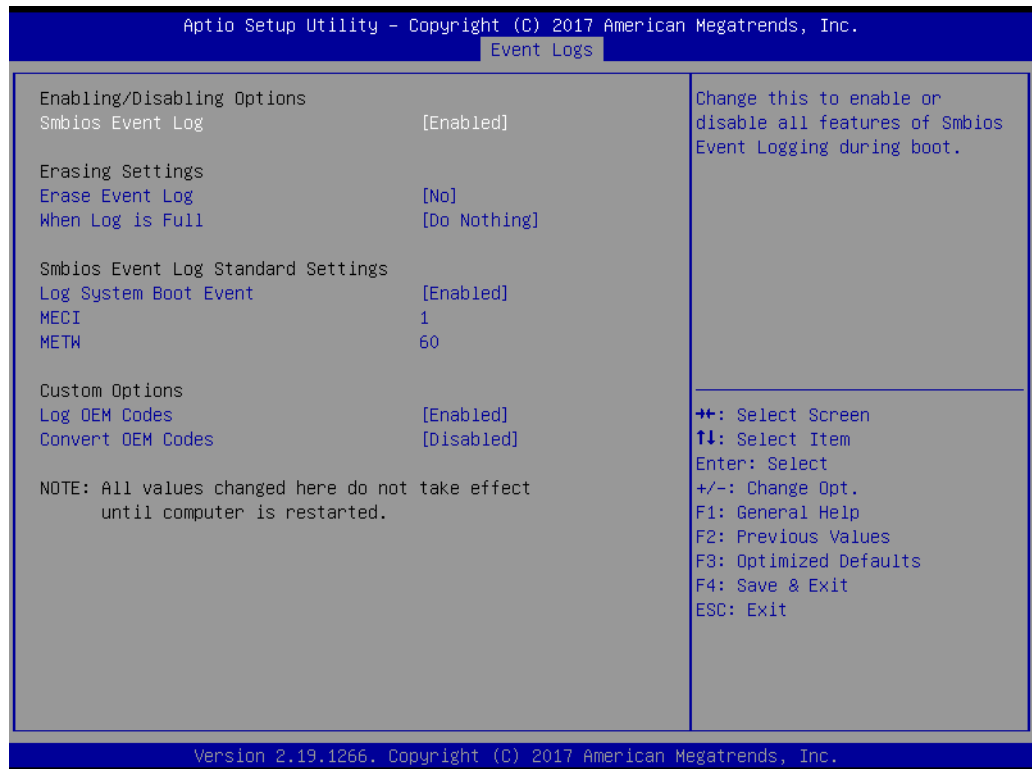 Aptio Setup Utility – Copyright (C) 2017 American Megatrends, Inc.
Event Logs
Enabling/Disabling Options
Smbios Event Log [Enabled]
Erasing Settings
Erase Event Log [No]
When Log is Full [Do Nothing]
Smbios Event Log Standard Settings
Log System Boot Event [Enabled]
MECI 1
METW 60
Custom Options
Log OEM Codes [Enabled]
Convert OEM Codes [Disabled]
NOTE: All values changed here do not take effect
until computer is restarted.
Change this to enable or
disable all features of Smbios
Event Logging during boot.
→←: Select Screen
↑↓: Select Item
Enter: Select
+/-: Change Opt.
F1: General Help
F2: Previous Values
F3: Optimized Defaults
F4: Save & Exit
ESC: Exit
Version 2.19.1266. Copyright (C) 2017 American Megatrends, Inc.